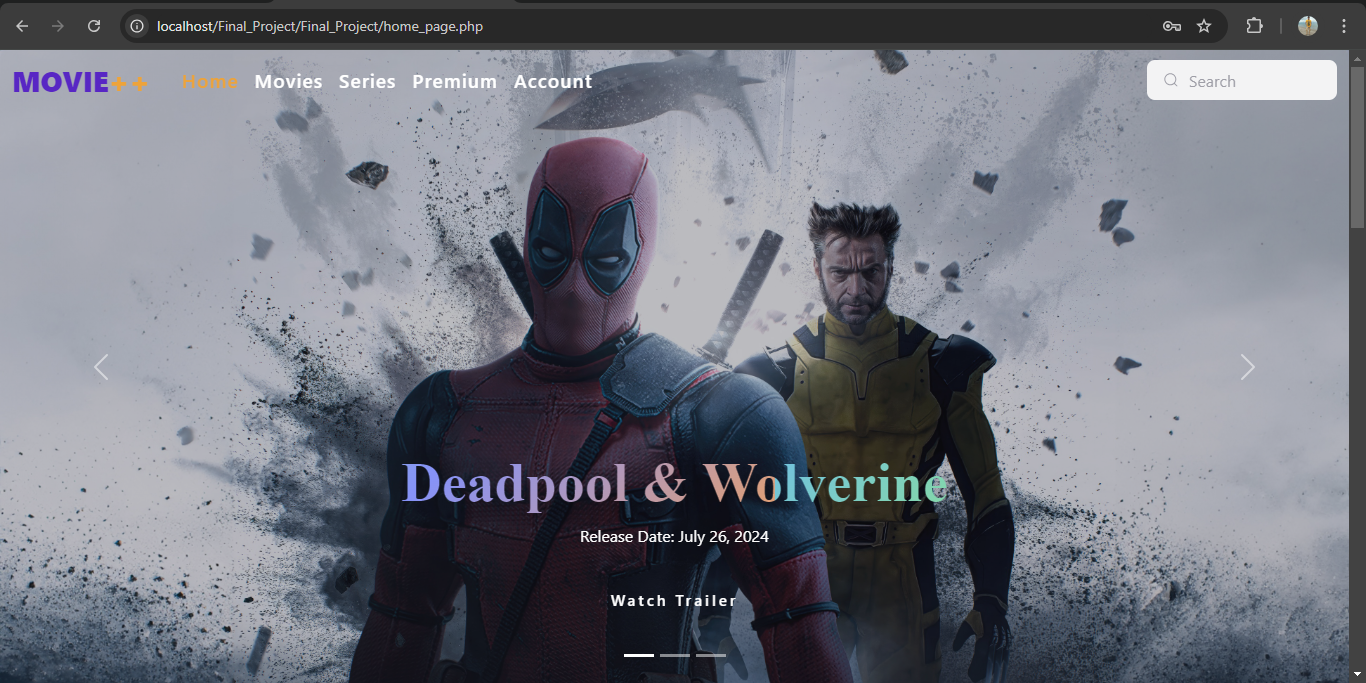 localhost/Final_Project/Final_Project/home_page.php
MOVIE++ Home Movies Series Premium Account Search
Deadpool & Wolverine
Release Date: July 26, 2024
Watch Trailer